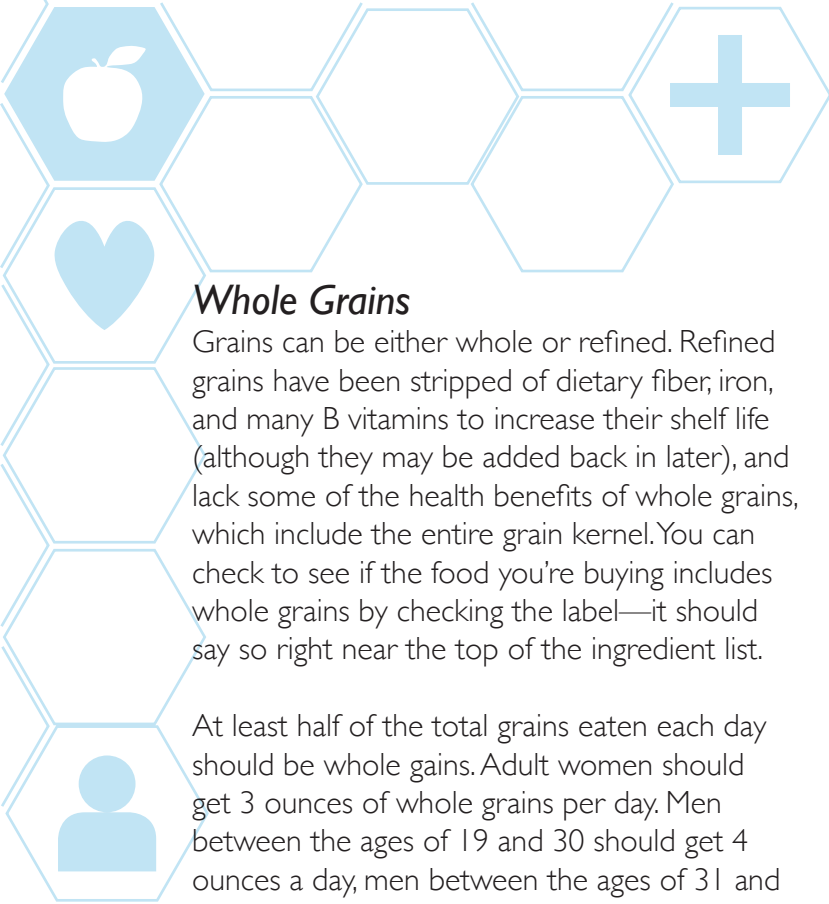 Whole Grains
Grains can be either whole or refined. Refined
grains have been stripped of dietary fiber, iron,
and many B vitamins to increase their shelf life
(although they may be added back in later), and
lack some of the health benefits of whole grains,
which include the entire grain kernel. You can
check to see if the food you’re buying includes
whole grains by checking the label—it should
say so right near the top of the ingredient list.
At least half of the total grains eaten each day
should be whole gains. Adult women should
get 3 ounces of whole grains per day. Men
between the ages of 19 and 30 should get 4
ounces a day, men between the ages of 31 and